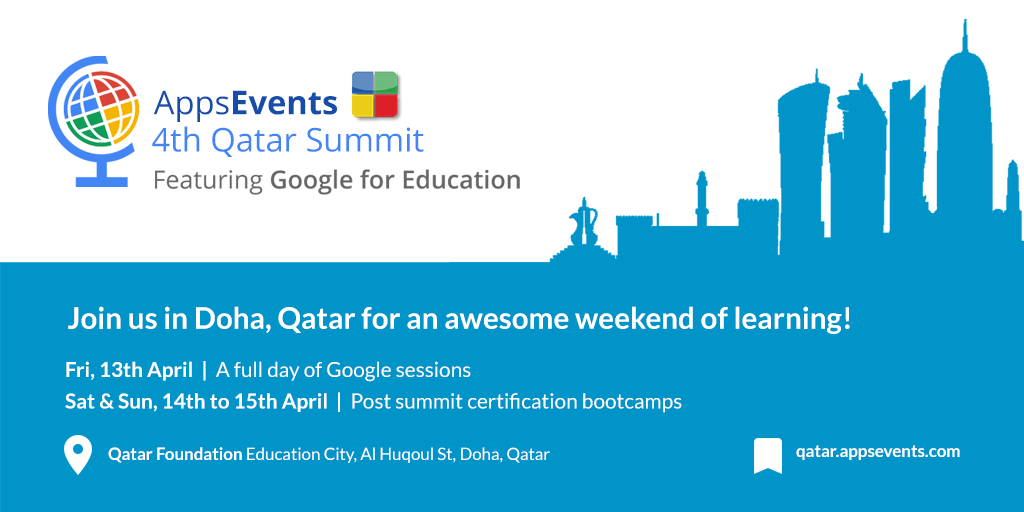 AppsEvents
4th Qatar Summit
Featuring Google for Education
Join us in Doha, Qatar for an awesome weekend of learning!
Fri, 13th April | A full day of Google sessions
Sat & Sun, 14th to 15th April | Post summit certification bootcamps
Qatar Foundation Education City, Al Huqoul St, Doha, Qatar
qatar.appsevents.com